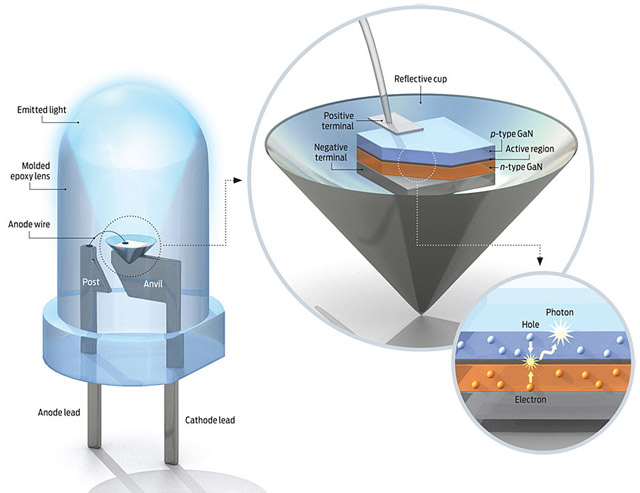 Emitted light
Molded
epoxy lens
Anode wire
Post
Anvil
Anode lead
Cathode lead
Reflective cup
Positive
terminal
Negative
terminal
p-type GaN
Active region
n-type GaN
Photon
Hole
Electron